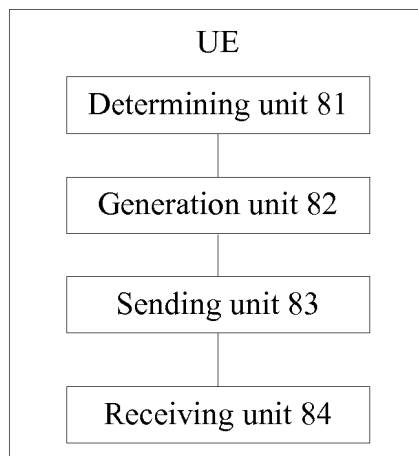 UE
Determining unit 81
Generation unit 82
Sending unit 83
Receiving unit 84